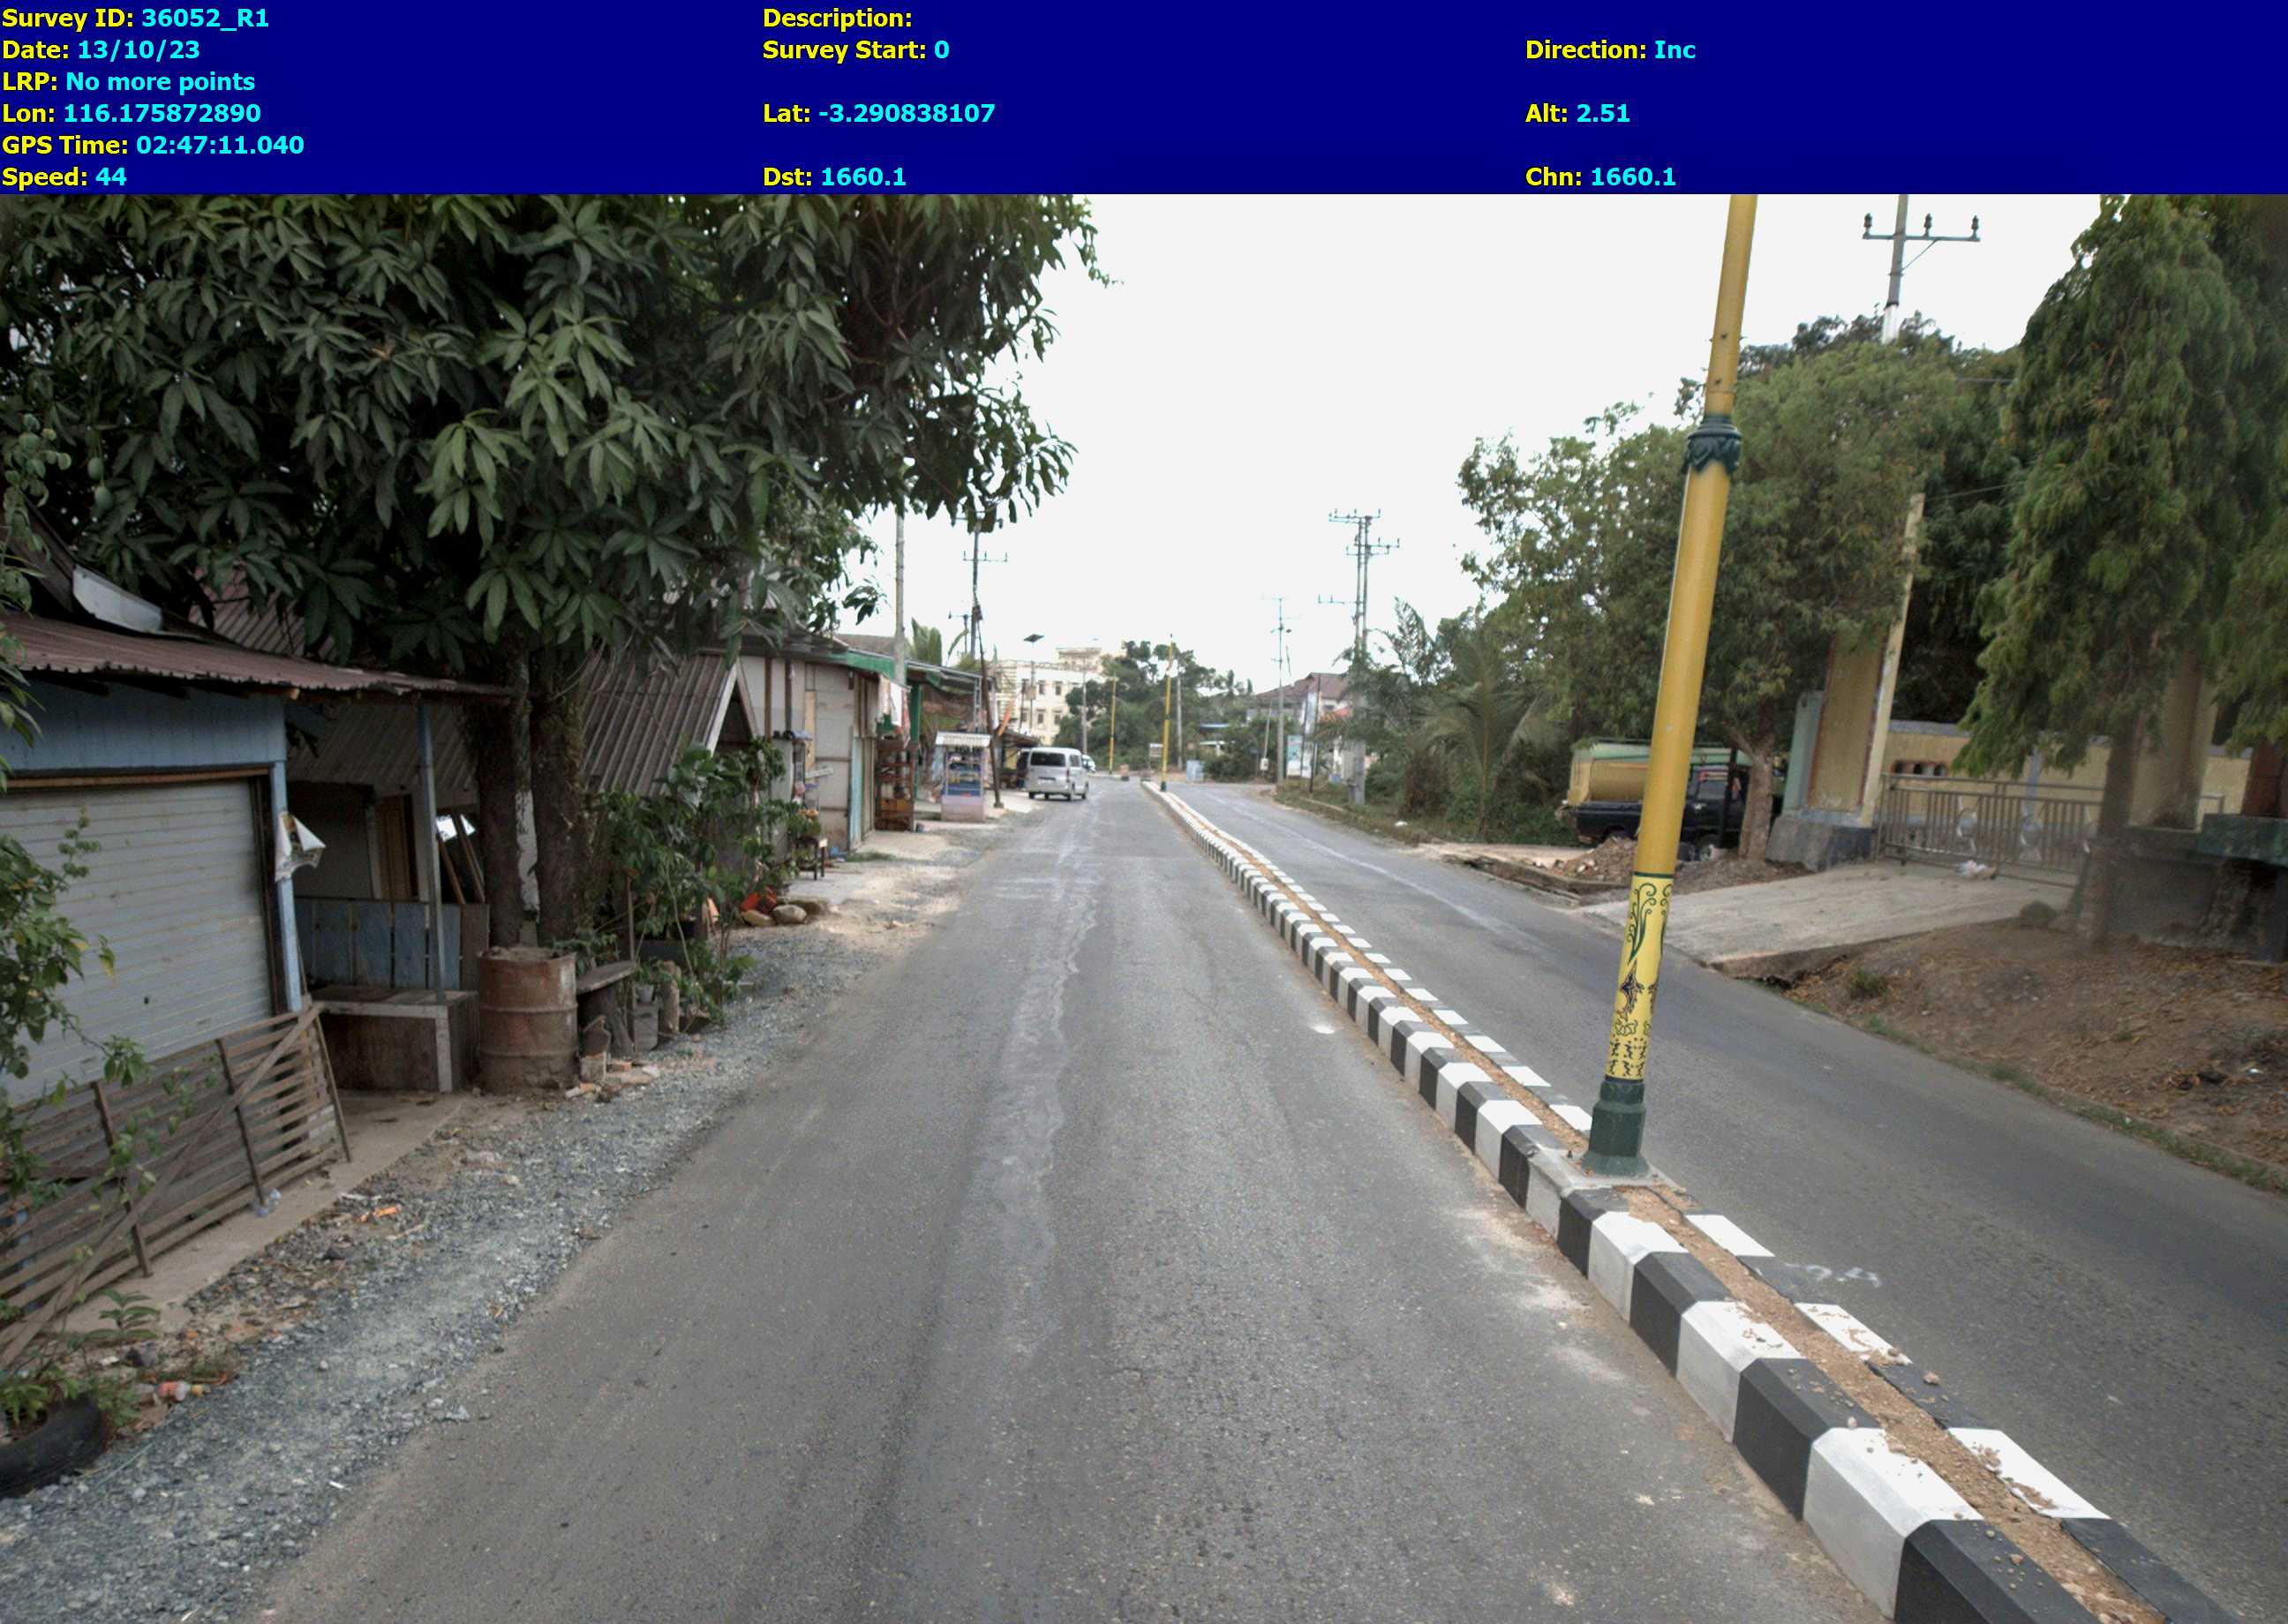 Survey ID: 36052_R1
Description:
Date: 13/10/23
Survey Start: 0
Direction: Inc
LRP: No more points
Lon: 116.175872890
Lat: -3.290838107
Alt: 2.51
GPS Time: 02:47:11.040
Speed: 44
Dst: 1660.1
Chn: 1660.1